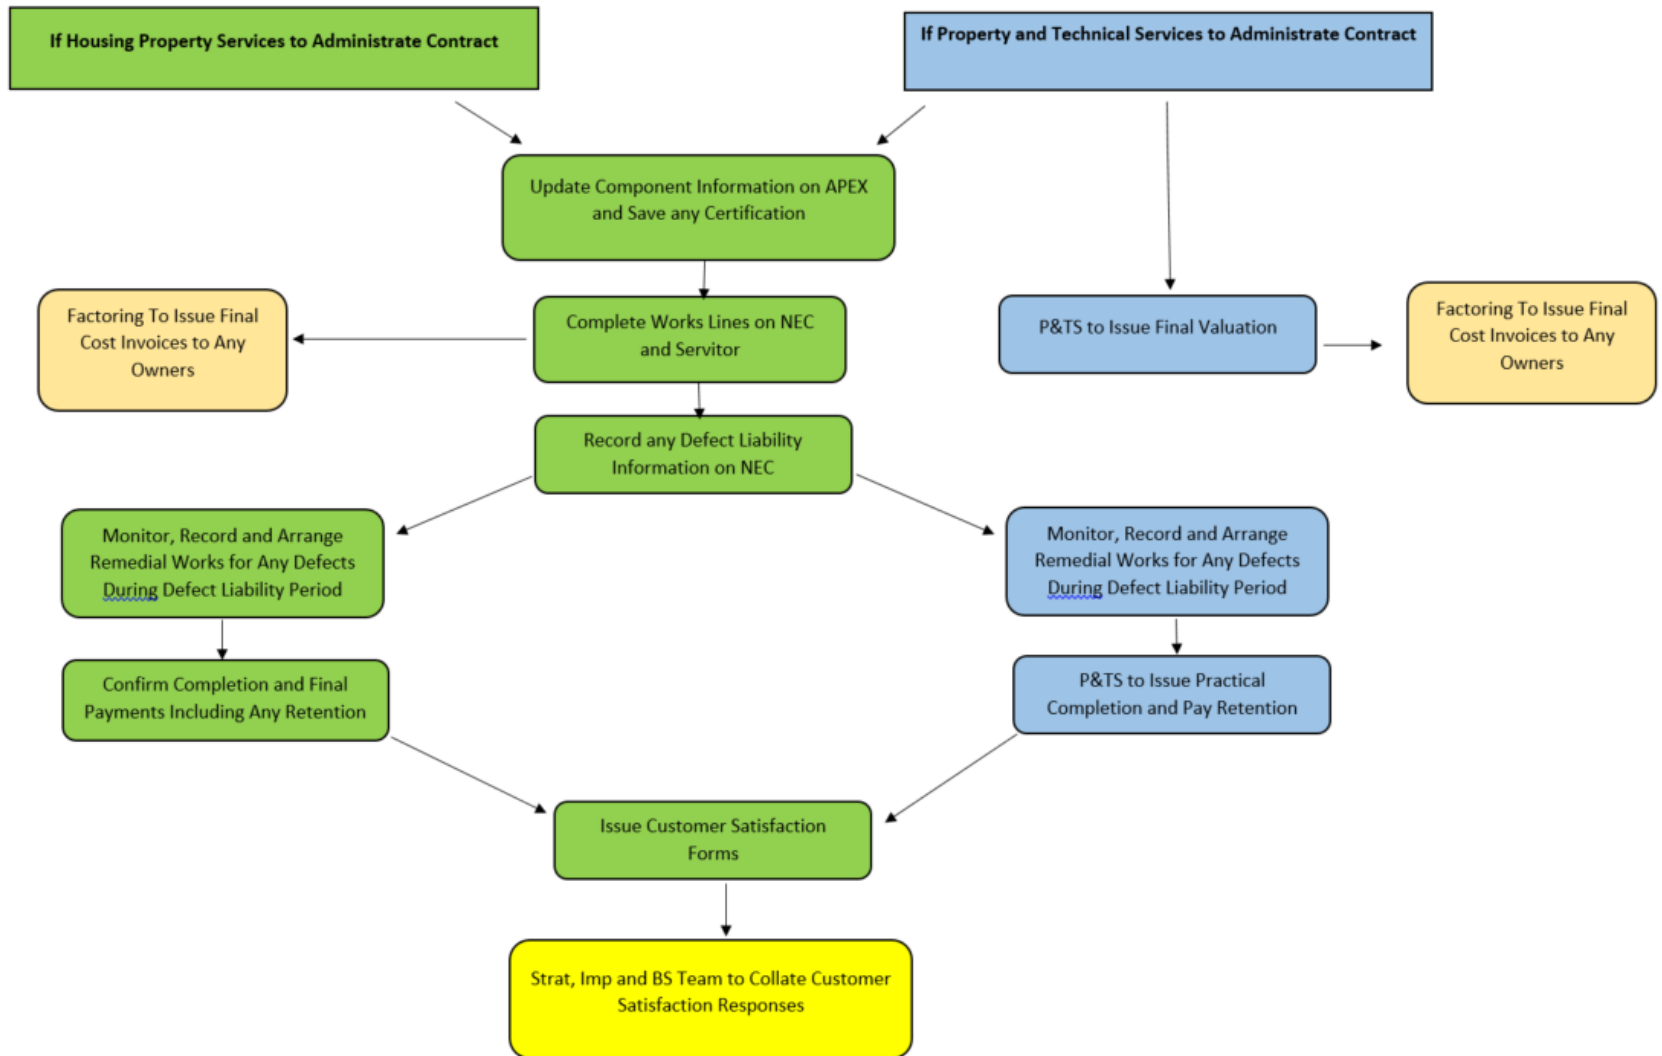 If Housing Property Services to Administrate Contract
If Property and Technical Services to Administrate Contract
Update Component Information on APEX
and Save any Certification
Factoring To Issue Final
Cost Invoices to Any
Owners
Complete Works Lines on NEC
and Servitor
P&TS to Issue Final Valuation
Factoring To Issue Final
Cost Invoices to Any
Owners
Record any Defect Liability
Information on NEC
Monitor, Record and Arrange
Remedial Works for Any Defects
During Defect Liability Period
Monitor, Record and Arrange
Remedial Works for Any Defects
During Defect Liability Period
Confirm Completion and Final
Payments Including Any Retention
P&TS to Issue Practical
Completion and Pay Retention
Issue Customer Satisfaction
Forms
Strat, Imp and BS Team to Collate Customer
Satisfaction Responses